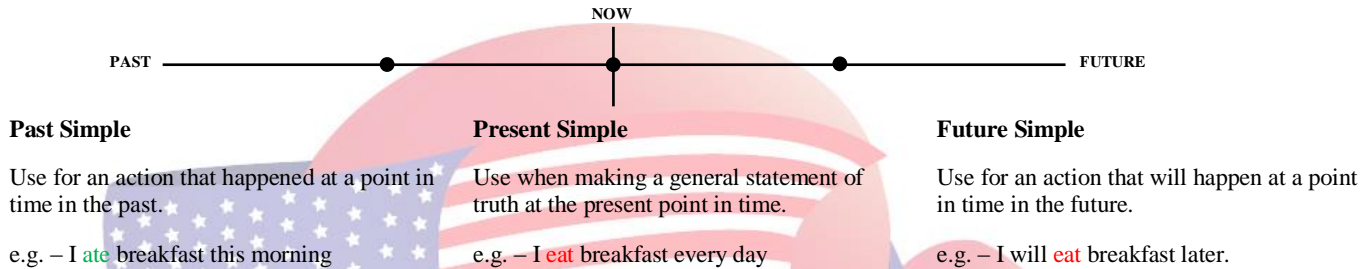 NOW
PAST
FUTURE
Past Simple
Use for an action that happened at a point in
time in the past.
e.g. – I ate breakfast this morning
Present Simple
Use when making a general statement of
truth at the present point in time.
e.g. – I eat breakfast every day
Future Simple
Use for an action that will happen at a point
in time in the future.
e.g. – I will eat breakfast later.